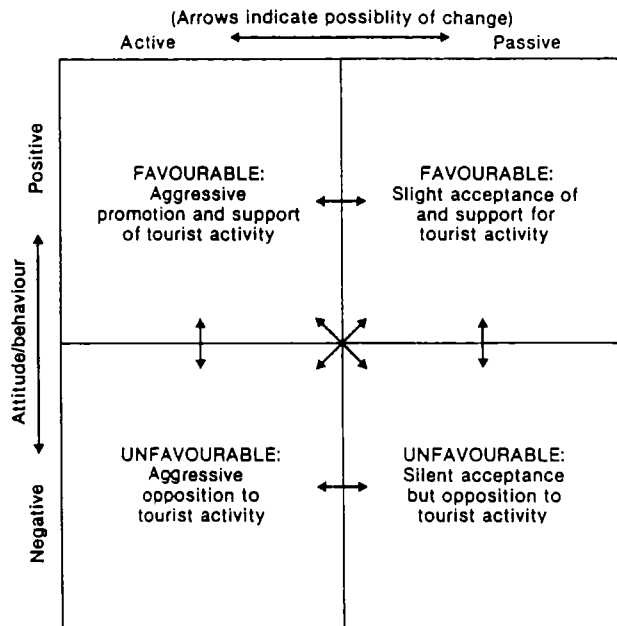 (Arrows indicate possiblity of change)
Active
Passive
Positive
Attitude/behaviour
Negative
FAVOURABLE:
Aggressive
promotion and support
of tourist activity
FAVOURABLE:
Slight acceptance of
and support for
tourist activity
UNFAVOURABLE:
Aggressive
opposition to
tourist activity
UNFAVOURABLE:
Silent acceptance
but opposition to
tourist activity